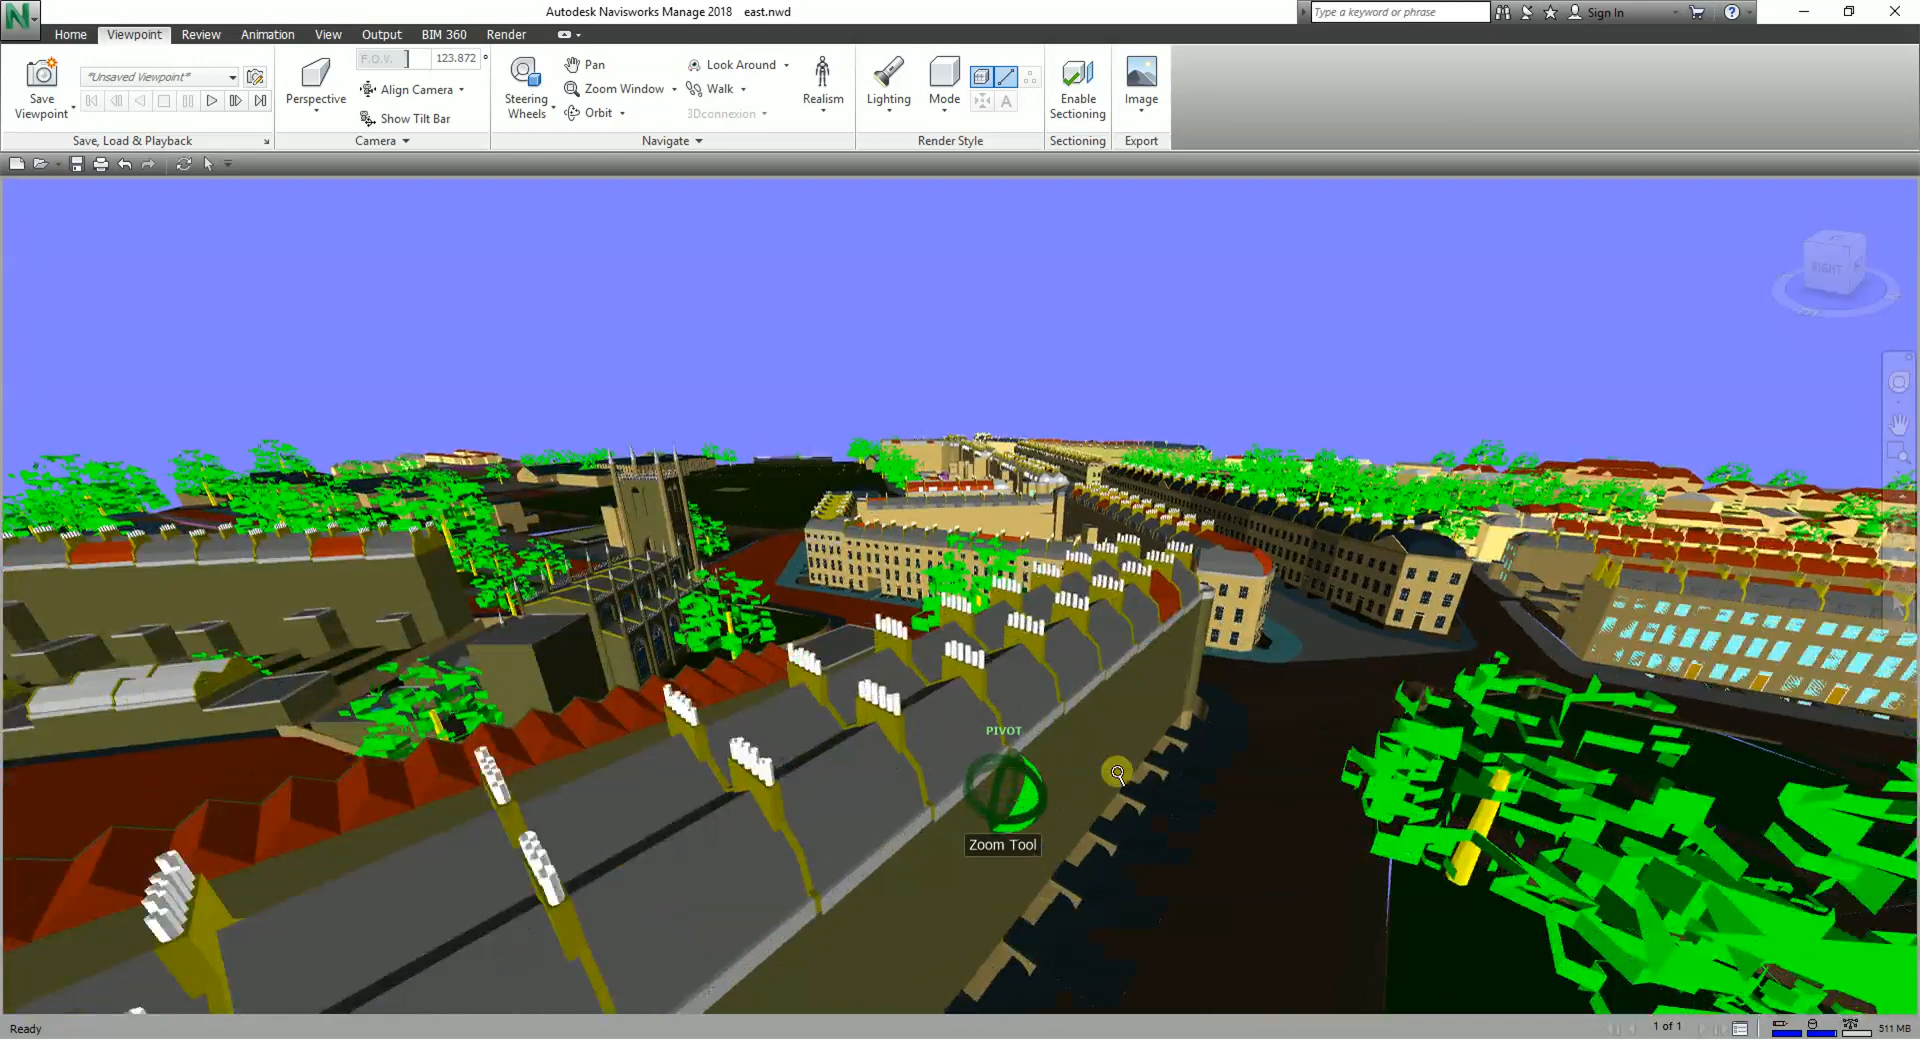 Autodesk Navisworks Manage 2018 east.nwd
Type a keyword or phrase
Sign In
Home Viewpoint Review Animation View Output BIM 360 Render
Save Viewpoint
*Unsaved Viewpoint*
Save, Load & Playback
Perspective
F.O.V. 123.872 °
Align Camera
Show Tilt Bar
Camera
Steering Wheels
Pan
Zoom Window
Orbit
Look Around
Walk
3Dconnexion
Realism
Navigate
Lighting
Mode
A
Render Style
Enable Sectioning
Sectioning
Image
Export
RIGHT
PIVOT
Zoom Tool
Ready
1 of 1
511 MB